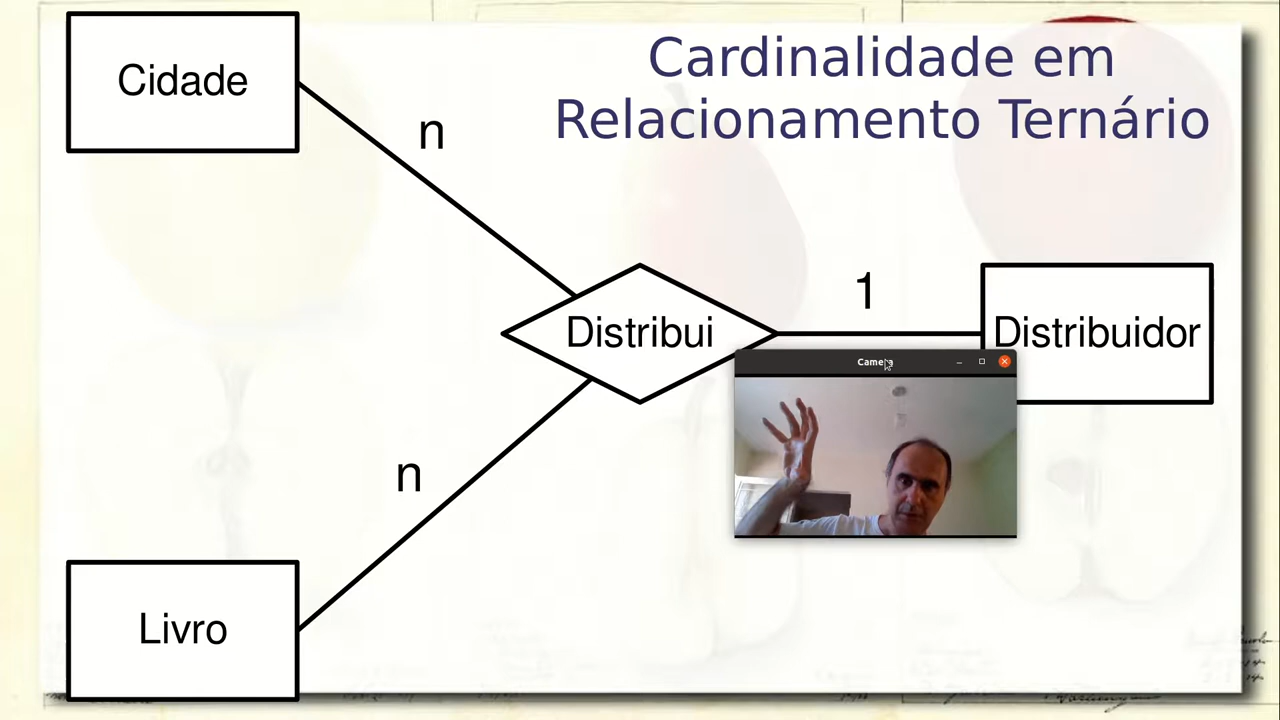 Cidade
Cardinalidade em
Relacionamento Ternário
n
1
Distribui
Distribuidor
Camera
n
Livro